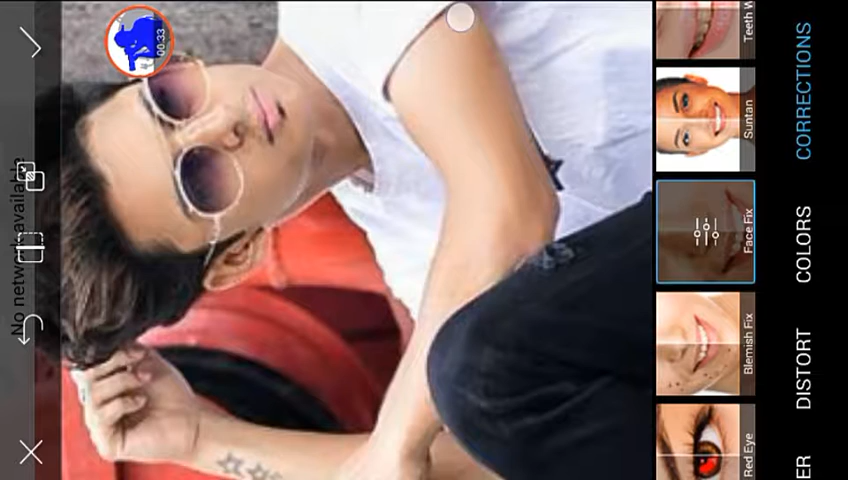 No network available
00:33
ER
DISTORT
COLORS
CORRECTIONS
Red Eye
Blemish Fix
Face Fix
Suntan
Teeth W